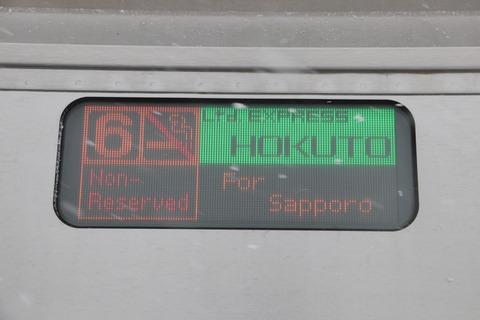 6
Ltd. EXPRESS
HOKUTO
Non-
Reserved
For
Sapporo